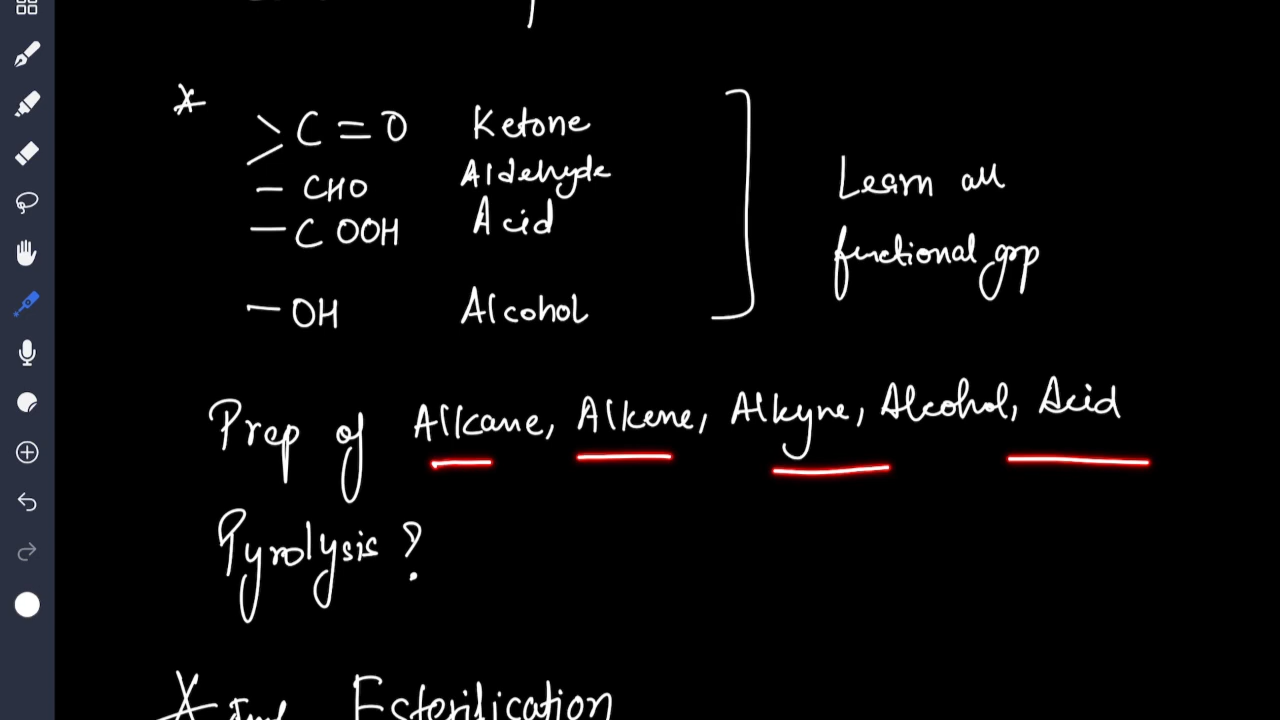 >C=O Ketone
-CHO Aldehyde
-COOH Acid
-OH Alcohol
Learn all
functional grp
Prep of Alkane, Alkene, Alkyne, Alcohol, Acid
Pyrolysis ?
Imp Esterification